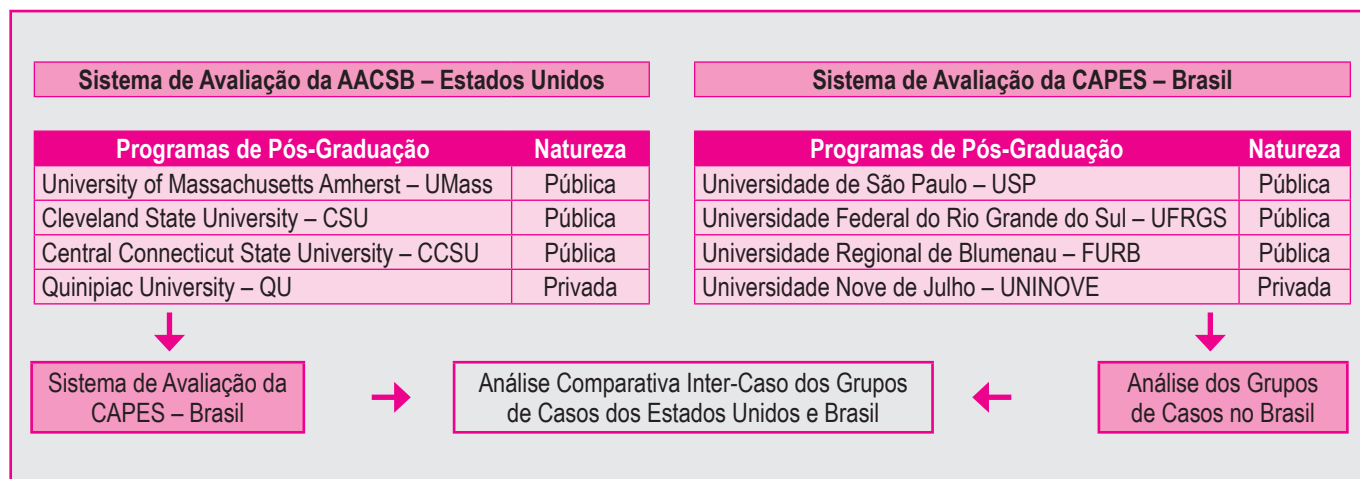 Sistema de Avaliação da AACSB – Estados Unidos
Programas de Pós-Graduação Natureza
University of Massachusetts Amherst – UMass Pública
Cleveland State University – CSU Pública
Central Connecticut State University – CCSU Pública
Quinipiac University – QU Privada
Sistema de Avaliação da CAPES – Brasil
Programas de Pós-Graduação Natureza
Universidade de São Paulo – USP Pública
Universidade Federal do Rio Grande do Sul – UFRGS Pública
Universidade Regional de Blumenau – FURB Pública
Universidade Nove de Julho – UNINOVE Privada
Sistema de Avaliação da
CAPES – Brasil
Análise Comparativa Inter-Caso dos Grupos
de Casos dos Estados Unidos e Brasil
Análise dos Grupos
de Casos no Brasil